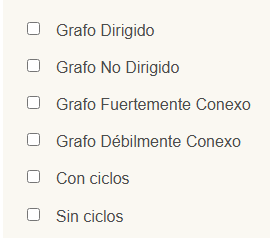 Grafo Dirigido
Grafo No Dirigido
Grafo Fuertemente Conexo
Grafo Débilmente Conexo
Con ciclos
Sin ciclos